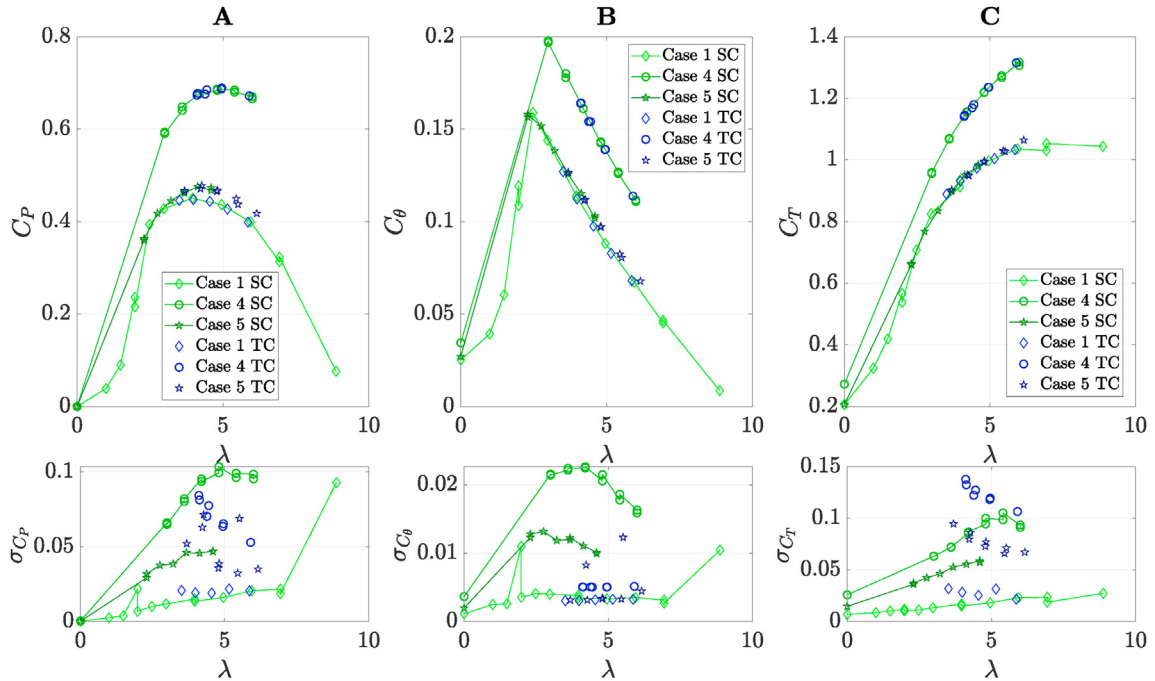 A
B
C
0.8
0.6
0.4
0.2
0
C_P
Case 1 SC
Case 4 SC
Case 5 SC
Case 1 TC
Case 4 TC
Case 5 TC
0
5
10
λ
0.2
0.15
0.1
0.05
0
C_θ
Case 1 SC
Case 4 SC
Case 5 SC
Case 1 TC
Case 4 TC
Case 5 TC
0
5
10
λ
1.4
1.2
1
0.8
0.6
0.4
0.2
C_T
Case 1 SC
Case 4 SC
Case 5 SC
Case 1 TC
Case 4 TC
Case 5 TC
0
5
10
λ
0.1
0.05
0
σ_{C_P}
0
5
10
λ
0.02
0.01
0
σ_{C_θ}
0
5
10
λ
0.15
0.1
0.05
0
σ_{C_T}
0
5
10
λ